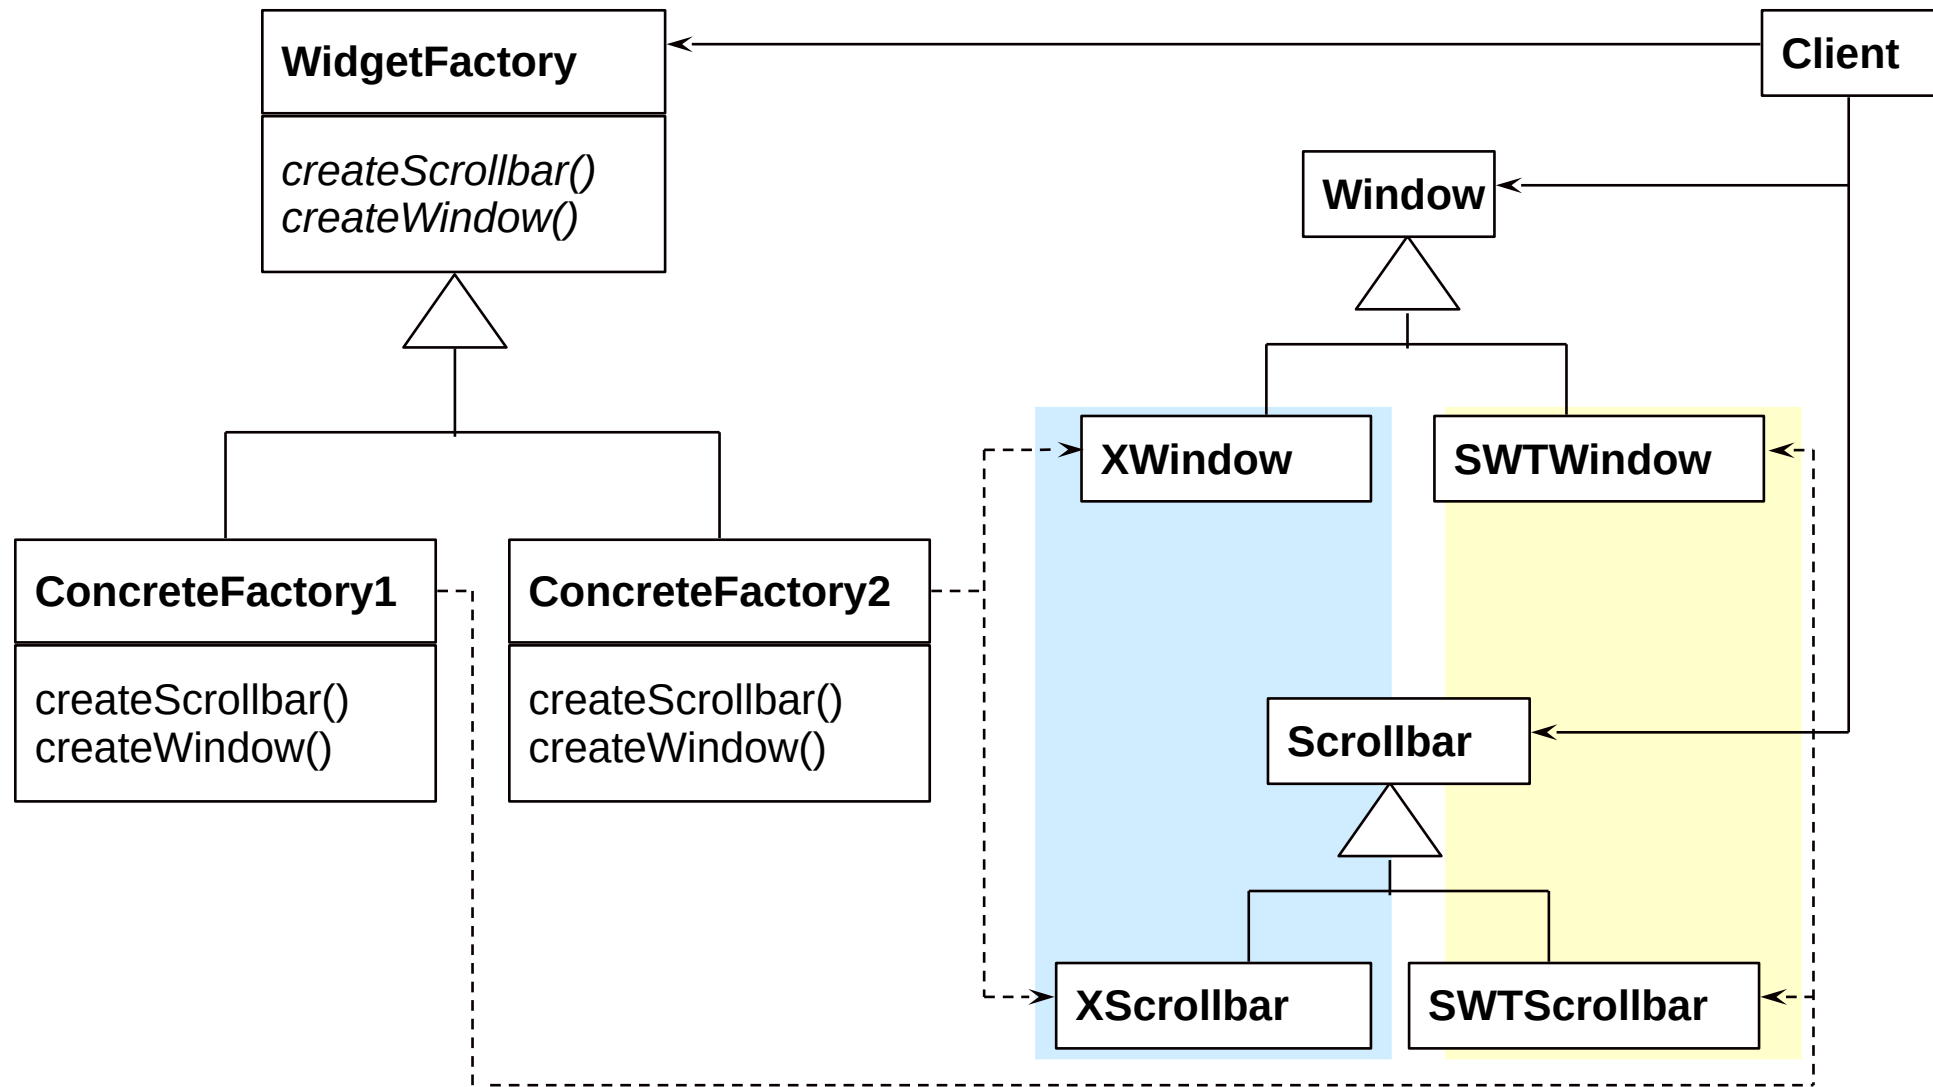 WidgetFactory
createScrollbar()
createWindow()
Client
Window
XWindow
SWTWindow
ConcreteFactory1
createScrollbar()
createWindow()
ConcreteFactory2
createScrollbar()
createWindow()
Scrollbar
XScrollbar
SWTScrollbar